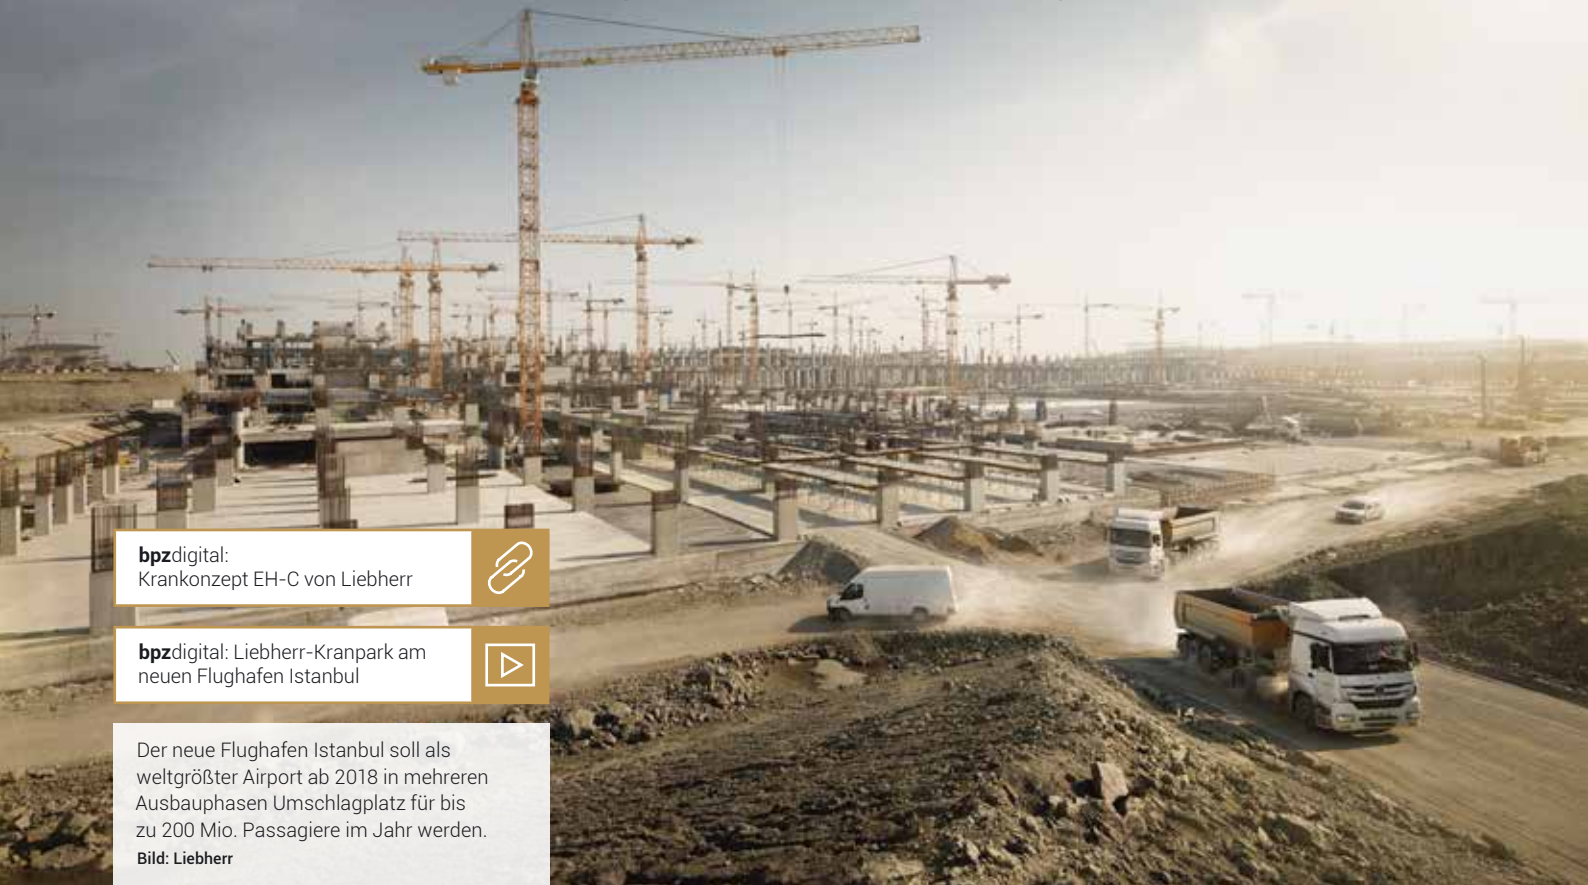 bpzdigital:
Krankonzept EH-C von Liebherr
bpzdigital: Liebherr-Kranpark am
neuen Flughafen Istanbul
Der neue Flughafen Istanbul soll als
weltgrößter Airport ab 2018 in mehreren
Ausbauphasen Umschlagplatz für bis
zu 200 Mio. Passagiere im Jahr werden.
Bild: Liebherr